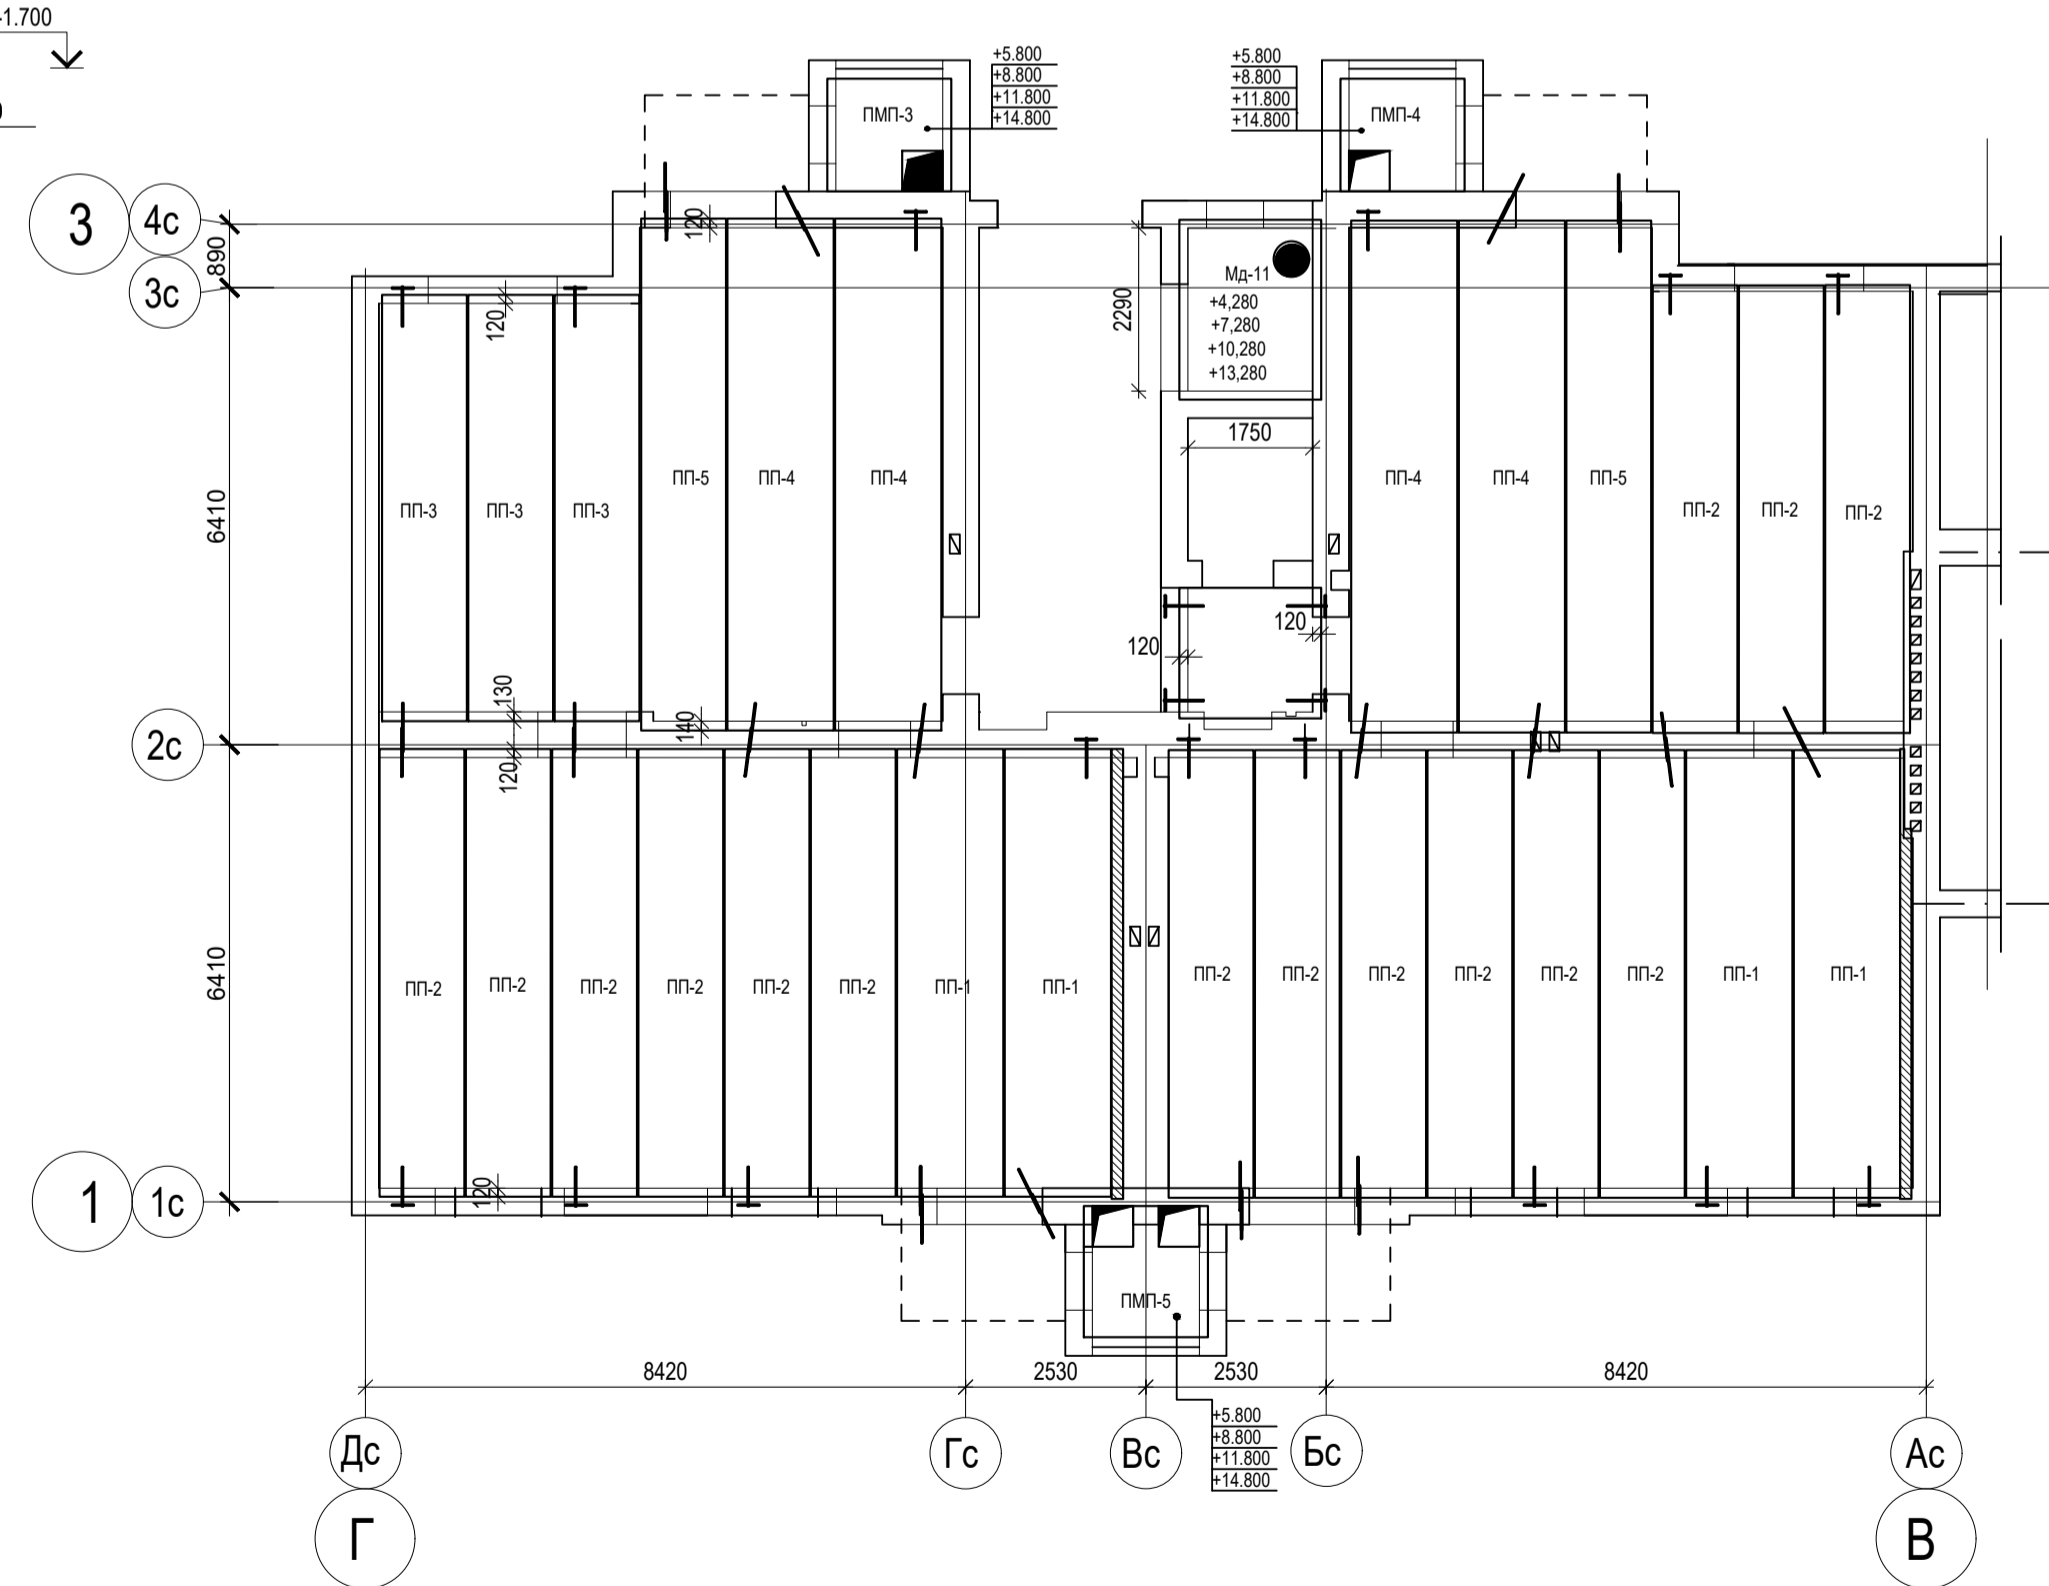 -1.700
+5.800
+8.800
+11.800
+14.800
+5.800
+8.800
+11.800
+14.800
ПМП-3
ПМП-4
3
4с
3с
890
120
120
2290
Мд-11
+4,280
+7,280
+10,280
+13,280
1750
6410
ПП-3
ПП-3
ПП-3
ПП-5
ПП-4
ПП-4
ПП-4
ПП-4
ПП-5
ПП-2
ПП-2
ПП-2
120
120
130
140
120
2с
6410
ПП-2
ПП-2
ПП-2
ПП-2
ПП-2
ПП-2
ПП-1
ПП-1
ПП-2
ПП-2
ПП-2
ПП-2
ПП-2
ПП-2
ПП-1
ПП-1
120
1
1с
ПМП-5
8420
2530
2530
8420
+5.800
+8.800
+11.800
+14.800
Дс
Гс
Вс
Бс
Ас
Г
В